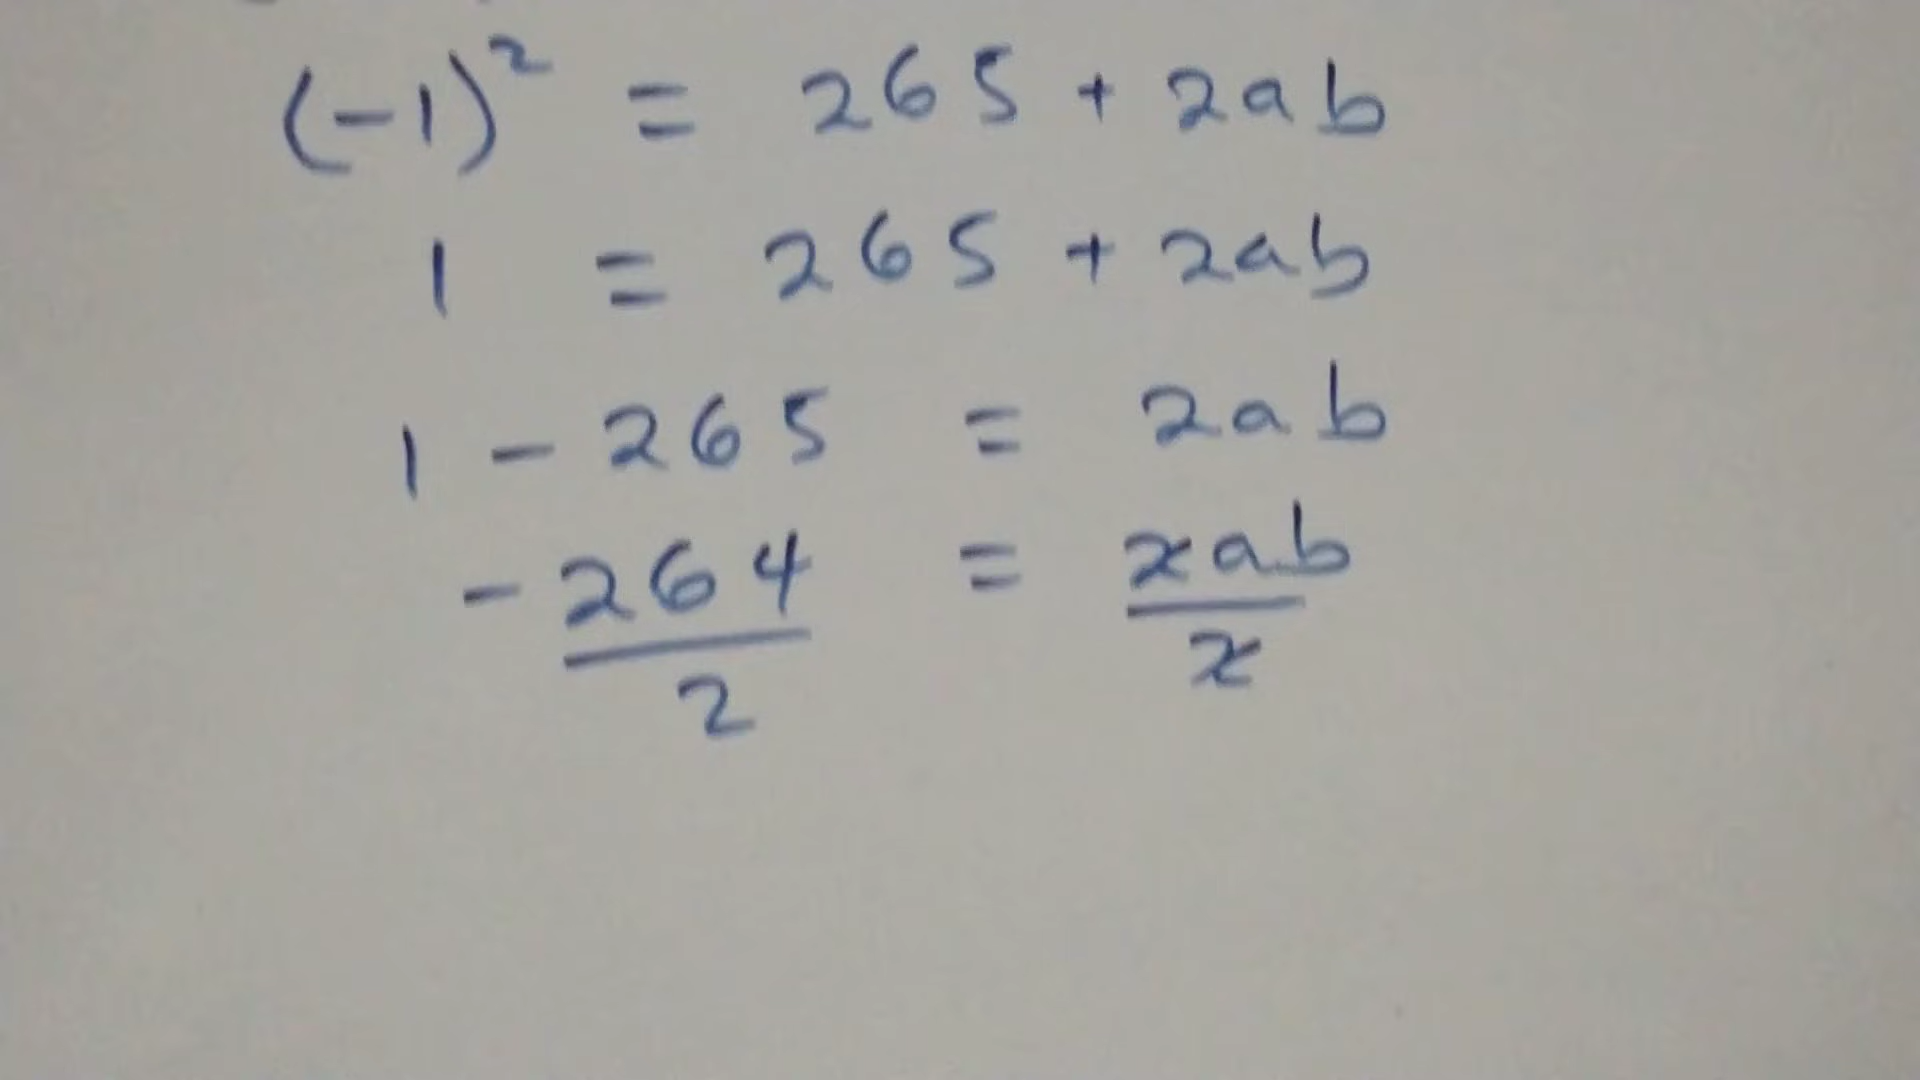 (-1)² = 265 + 2ab
1 = 265 + 2ab
1 - 265 = 2ab
-264/2 = 2ab/2